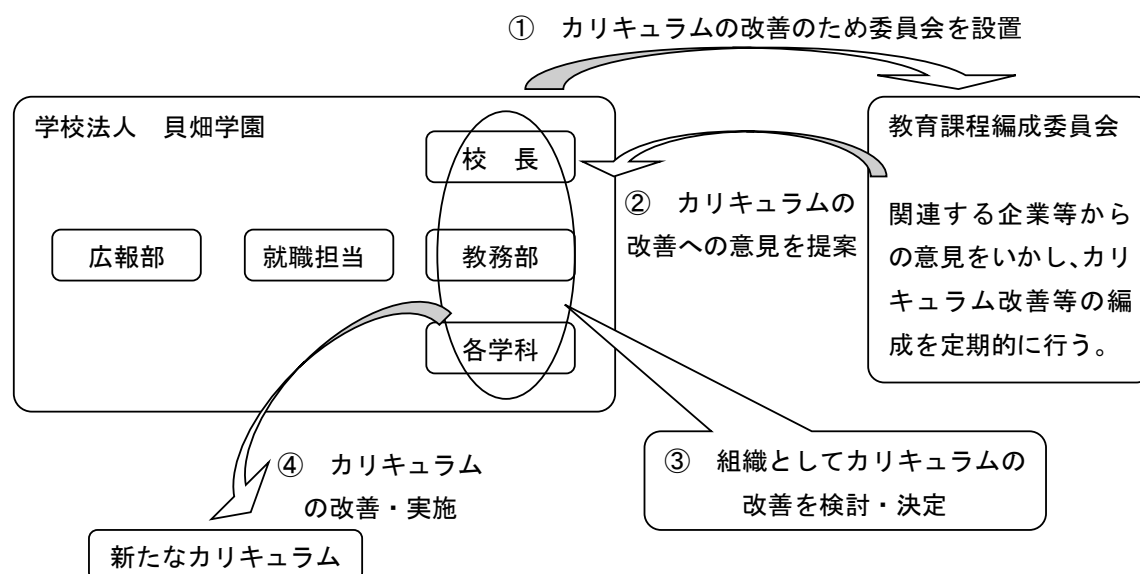 ① カリキュラムの改善のため委員会を設置
学校法人 貝畑学園
校 長
広報部
就職担当
教務部
各学科
② カリキュラムの
改善への意見を提案
教育課程編成委員会
関連する企業等から
の意見をいかし、カリ
キュラム改善等の編
成を定期的に行う。
③ 組織としてカリキュラムの
改善を検討・決定
④ カリキュラム
の改善・実施
新たなカリキュラム